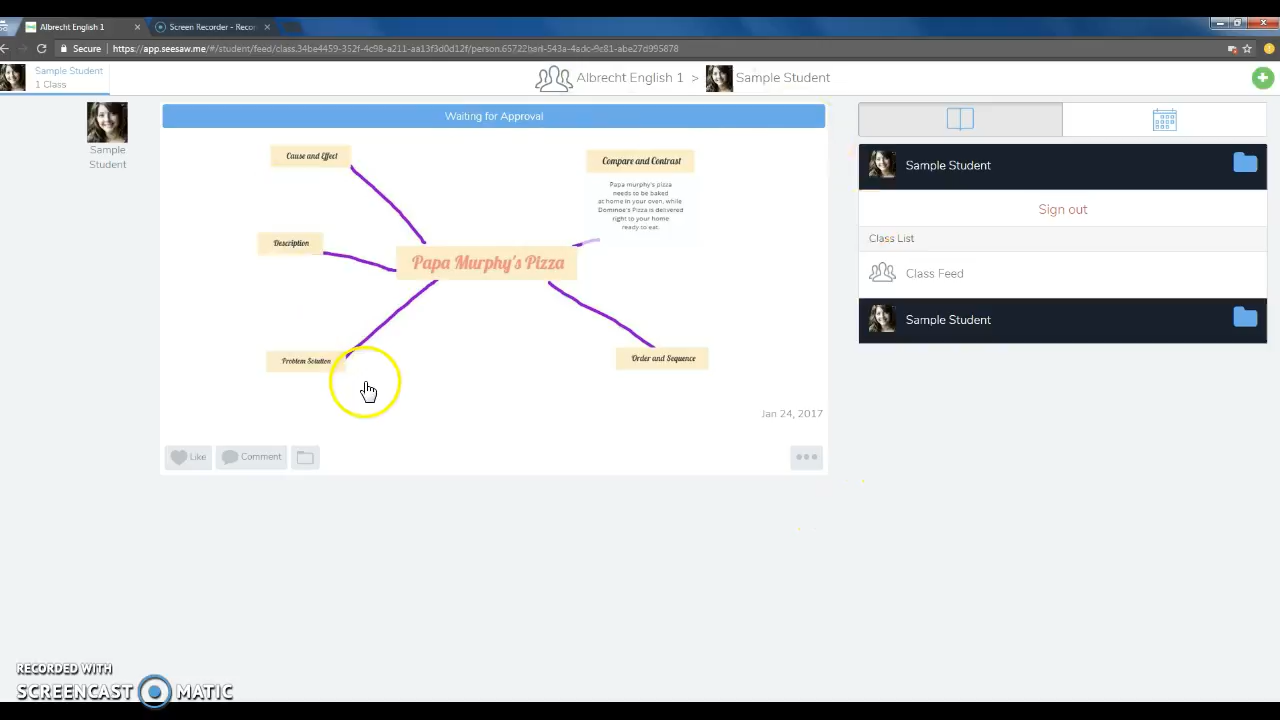 Albrecht English 1
Screen Recorder - Recor
Secure
https://app.seesaw.me/#/student/feed/class.34be4459-352f-4c98-a211-aa13f3d0d12f/person.65722bad-543a-4adc-9c81-abe27d995878
Sample Student
1 Class
Albrecht English 1 > Sample Student
Sample
Student
Waiting for Approval
Cause and Effect
Compare and Contrast
Papa murphy's pizza
needs to be baked
at home in your oven, while
Dominoe's Pizza is delivered
right to your home
ready to eat.
Description
Papa Murphy's Pizza
Problem Solution
Order and Sequence
Jan 24, 2017
Like
Comment
Sample Student
Sign out
Class List
Class Feed
Sample Student
RECORDED WITH
SCREENCAST MATIC